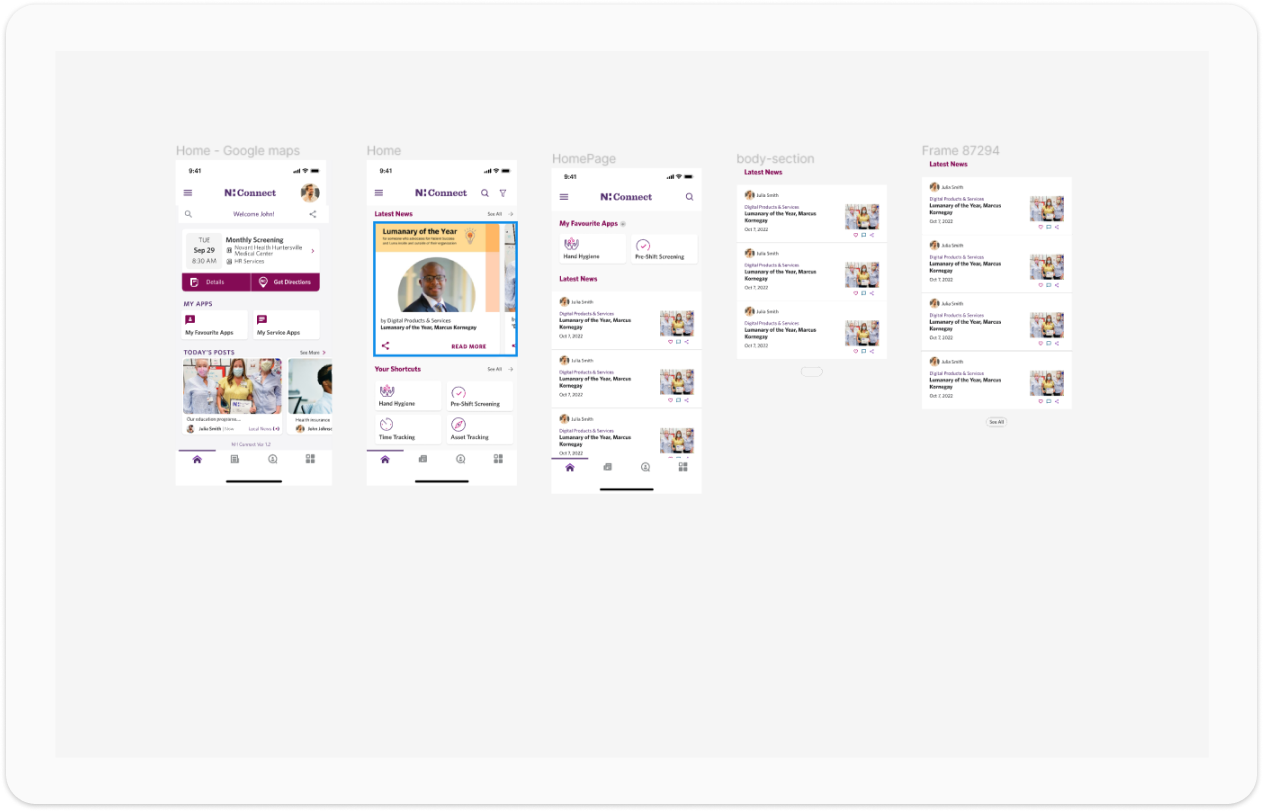 Home - Google maps
9:41
N:Connect
Welcome John!
TUE
Sep 29
8:30 AM
Monthly Screening
Novant Health Huntersville
Medical Center
HR Services
Details
Get Directions
MY APPS
My Favourite Apps
My Service Apps
TODAY'S POSTS
See More
Our education programs...
Julia Smith
Local News
Health insurance
John Johnso
N:! Connect Ver 1.2
Home
9:41
N:Connect
Latest News
See All
Lumanary of the Year
by Digital Products & Services
Lumanary of the Year, Marcus Kornegay
READ MORE
Your Shortcuts
See All
Hand Hygiene
Pre-Shift Screening
Time Tracking
Asset Tracking
HomePage
9:41
N:Connect
My Favourite Apps
Hand Hygiene
Pre-Shift Screening
Latest News
Julia Smith
Digital Products & Services
Lumanary of the Year, Marcus
Kornegay
Oct 7, 2022
Julia Smith
Digital Products & Services
Lumanary of the Year, Marcus
Kornegay
Oct 7, 2022
Julia Smith
Digital Products & Services
Lumanary of the Year, Marcus
Kornegay
Oct 7, 2022
body-section
Latest News
Julia Smith
Digital Products & Services
Lumanary of the Year, Marcus
Kornegay
Oct 7, 2022
Julia Smith
Digital Products & Services
Lumanary of the Year, Marcus
Kornegay
Oct 7, 2022
Julia Smith
Digital Products & Services
Lumanary of the Year, Marcus
Kornegay
Oct 7, 2022
Frame 87294
Latest News
Julia Smith
Digital Products & Services
Lumanary of the Year, Marcus
Kornegay
Oct 7, 2022
Julia Smith
Digital Products & Services
Lumanary of the Year, Marcus
Kornegay
Oct 7, 2022
Julia Smith
Digital Products & Services
Lumanary of the Year, Marcus
Kornegay
Oct 7, 2022
Julia Smith
Digital Products & Services
Lumanary of the Year, Marcus
Kornegay
Oct 7, 2022
See All